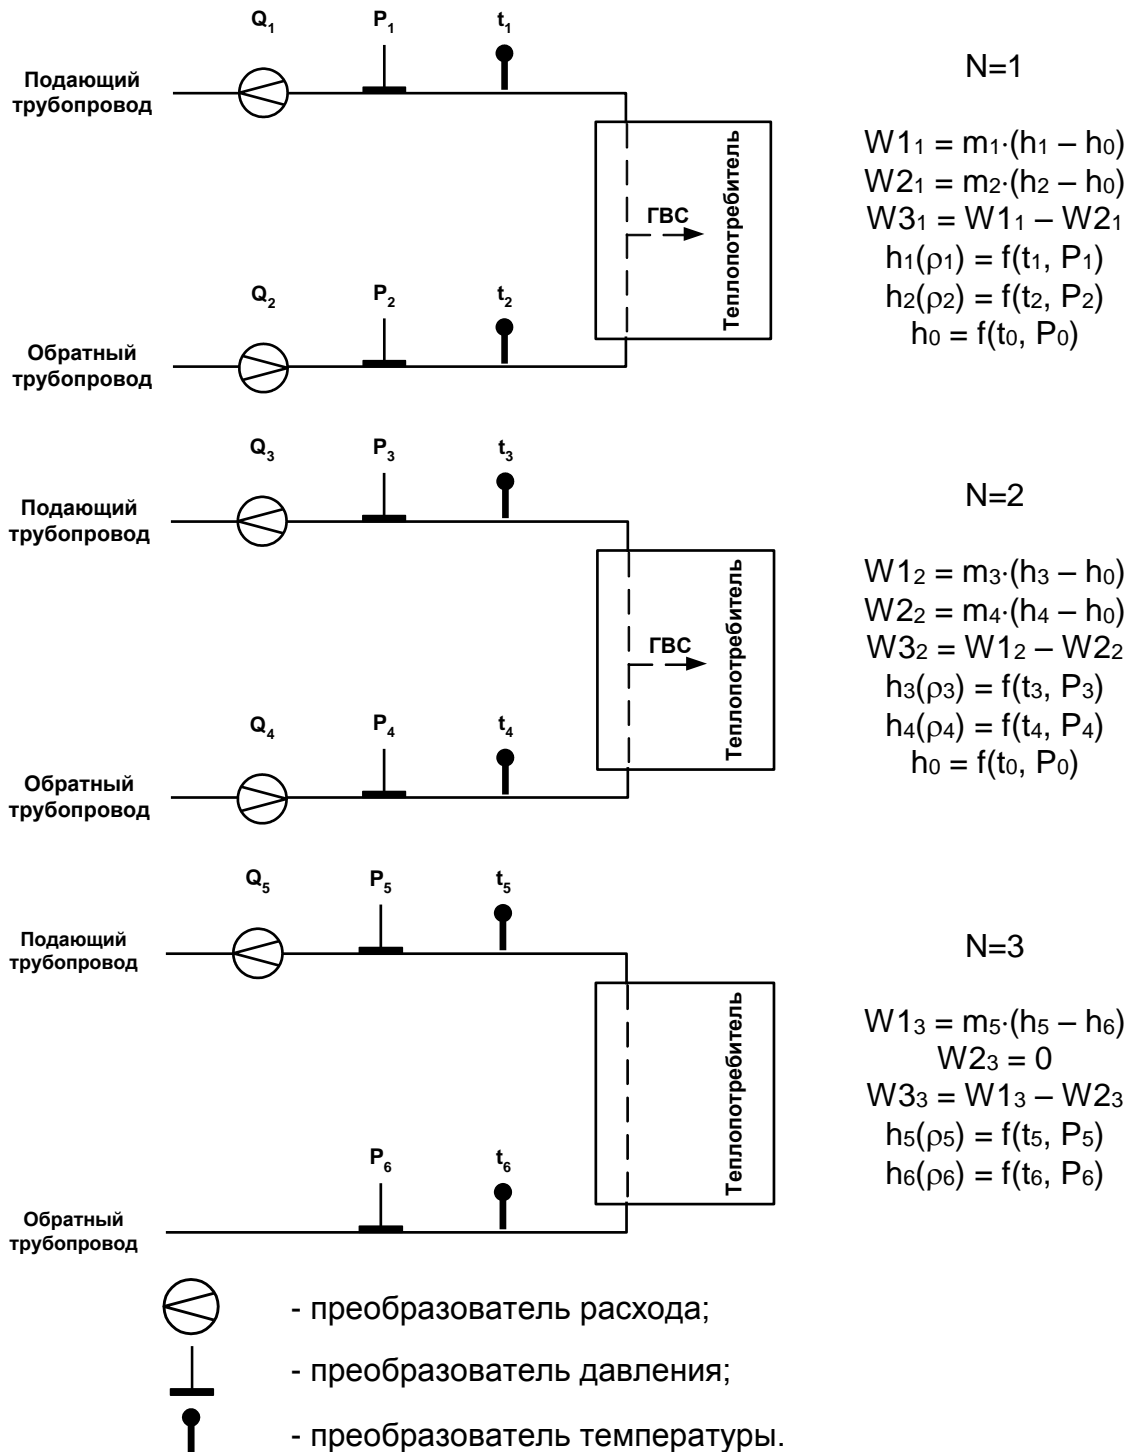 Q₁ P₁ t₁
Подающий
трубопровод
Теплопотребитель
ГВС
Q₂ P₂ t₂
Обратный
трубопровод
N=1
W1₁ = m₁·(h₁ – h₀)
W2₁ = m₂·(h₂ – h₀)
W3₁ = W1₁ – W2₁
h₁(ρ₁) = f(t₁, P₁)
h₂(ρ₂) = f(t₂, P₂)
h₀ = f(t₀, P₀)
Q₃ P₃ t₃
Подающий
трубопровод
Теплопотребитель
ГВС
Q₄ P₄ t₄
Обратный
трубопровод
N=2
W1₂ = m₃·(h₃ – h₀)
W2₂ = m₄·(h₄ – h₀)
W3₂ = W1₂ – W2₂
h₃(ρ₃) = f(t₃, P₃)
h₄(ρ₄) = f(t₄, P₄)
h₀ = f(t₀, P₀)
Q₅ P₅ t₅
Подающий
трубопровод
Теплопотребитель
P₆ t₆
Обратный
трубопровод
N=3
W1₃ = m₅·(h₅ – h₆)
W2₃ = 0
W3₃ = W1₃ – W2₃
h₅(ρ₅) = f(t₅, P₅)
h₆(ρ₆) = f(t₆, P₆)
- преобразователь расхода;
- преобразователь давления;
- преобразователь температуры.